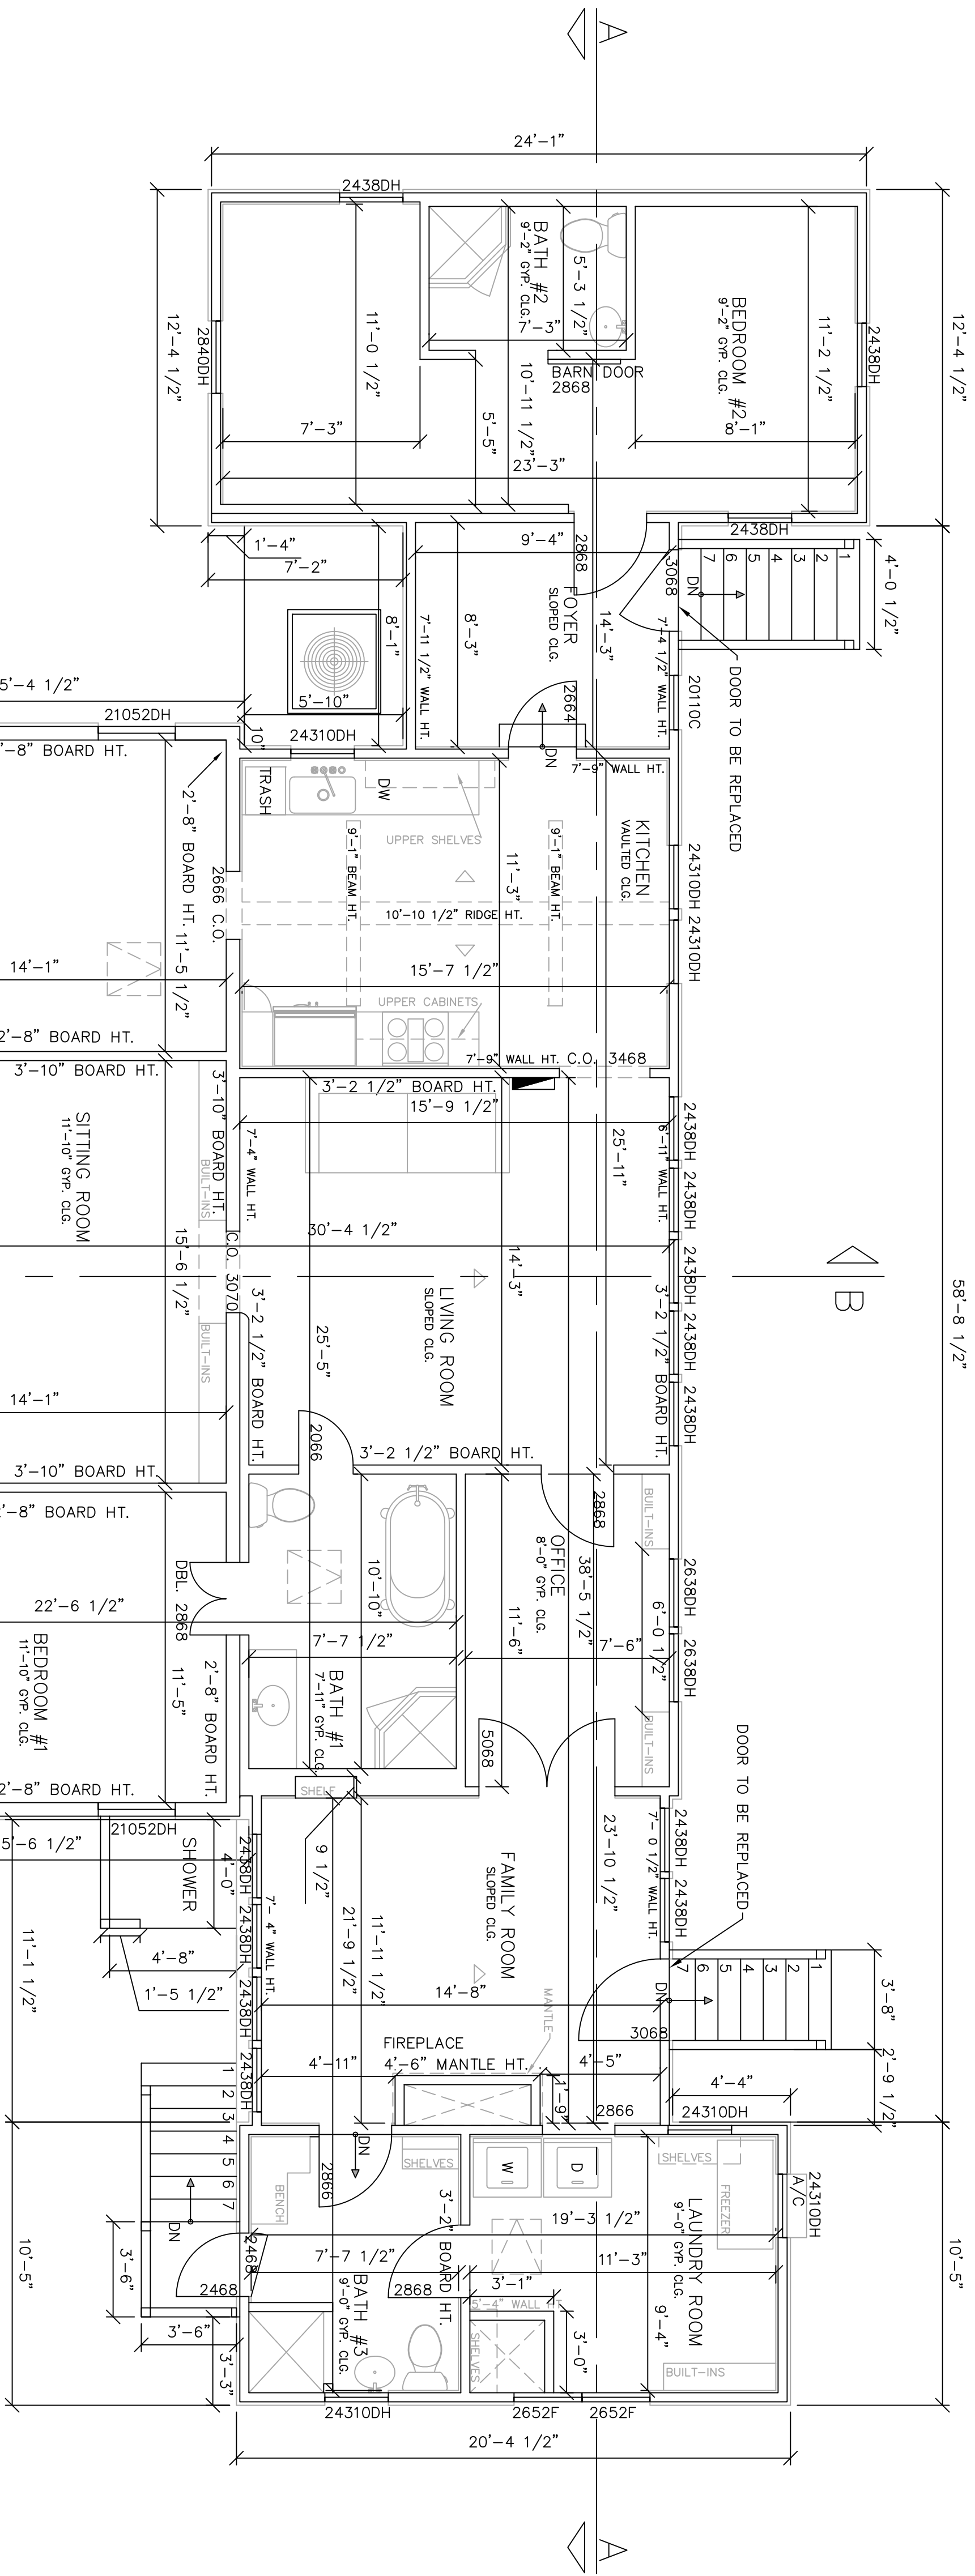 A
24'-1"
2438DH
12'-4 1/2"
12'-4 1/2"
BATH #2
9'-2" GYP. CLG.
5'-3 1/2"
7'-3"
BEDROOM #2
9'-2" GYP. CLG.
11'-2 1/2"
2438DH
2840DH
11'-0 1/2"
BARN DOOR
2868
10'-11 1/2"
7'-3"
5'-5"
8'-1"
23'-3"
2438DH
1'-4"
7'-2"
9'-4"
2868
3068
7
6
5
4
3
2
1
DN
4'-0 1/2"
FOYER
SLOPED CLG.
8'-1"
7'-11 1/2" WALL HT.
8'-3"
14'-3"
7'-4 1/2" WALL HT.
DOOR TO BE REPLACED
5'-4 1/2"
5'-10"
2664
20110C
21052DH
10"
24310DH
DN
'-8" BOARD HT.
TRASH
DW
7'-9" WALL HT.
2'-8" BOARD HT.
UPPER SHELVES
KITCHEN
VAULTED CLG.
9'-1" BEAM HT.
9'-1" BEAM HT.
11'-3"
24310DH
24310DH
2666 C.O.
10'-10 1/2" RIDGE HT.
14'-1"
11'-5 1/2"
15'-7 1/2"
UPPER CABINETS
2'-8" BOARD HT.
7'-9" WALL HT.
C.O. 3468
3'-10" BOARD HT.
3'-10" BOARD HT.
3'-2 1/2" BOARD HT.
15'-9 1/2"
SITTING ROOM
11'-10" GYP. CLG.
BUILT-INS
7'-4" WALL HT.
25'-11"
6'-11" WALL HT.
2438DH
2438DH
2438DH
2438DH
2438DH
30'-4 1/2"
15'-6 1/2"
C.O. 3070
14'-3"
B
58'-8 1/2"
BUILT-INS
3'-2 1/2" BOARD HT.
25'-5"
LIVING ROOM
SLOPED CLG.
3'-2 1/2" BOARD HT.
14'-1"
2066
3'-2 1/2" BOARD HT.
3'-10" BOARD HT.
'-8" BOARD HT.
2868
BUILT-INS
OFFICE
8'-0" GYP. CLG.
2638DH
DBL. 2868
10'-10"
38'-5 1/2"
11'-6"
22'-6 1/2"
7'-7 1/2"
7'-6"
6'-0 1/2"
2638DH
BEDROOM #1
11'-10" GYP. CLG.
11'-5"
2'-8" BOARD HT.
BATH #1
7'-11" GYP. CLG.
5068
BUILT-INS
2'-8" BOARD HT.
SHELF
DOOR TO BE REPLACED
21052DH
5'-6 1/2"
SHOWER
4'-0"
2438DH
9 1/2"
23'-10 1/2"
7'- 0 1/2" WALL HT.
2438DH
2438DH
FAMILY ROOM
SLOPED CLG.
11'-1 1/2"
4'-8"
1'-5 1/2"
2438DH
2438DH
2438DH
7'- 4" WALL HT.
21'-9 1/2"
11'-11 1/2"
14'-8"
DN
7
6
5
4
3
2
1
3'-8"
MANTLE
3068
FIREPLACE
4'-6" MANTLE HT.
4'-11"
4'-5"
1'-9"
2'-9 1/2"
4'-4"
1
2
3
4
5
6
7
DN
DN
2866
24310DH
2866
SHELVES
W
D
SHELVES
FREEZER
24310DH
A/C
BENCH
3'-2" BOARD HT.
19'-3 1/2"
LAUNDRY ROOM
9'-0" GYP. CLG.
10'-5"
10'-5"
3'-6"
2468
2468
7'-7 1/2"
11'-3"
2868
3'-1"
BATH #3
9'-0" GYP. CLG.
5'-4" WALL HT.
9'-4"
3'-6"
3'-3"
SHELVES
3'-0"
BUILT-INS
24310DH
2652F
2652F
20'-4 1/2"
A